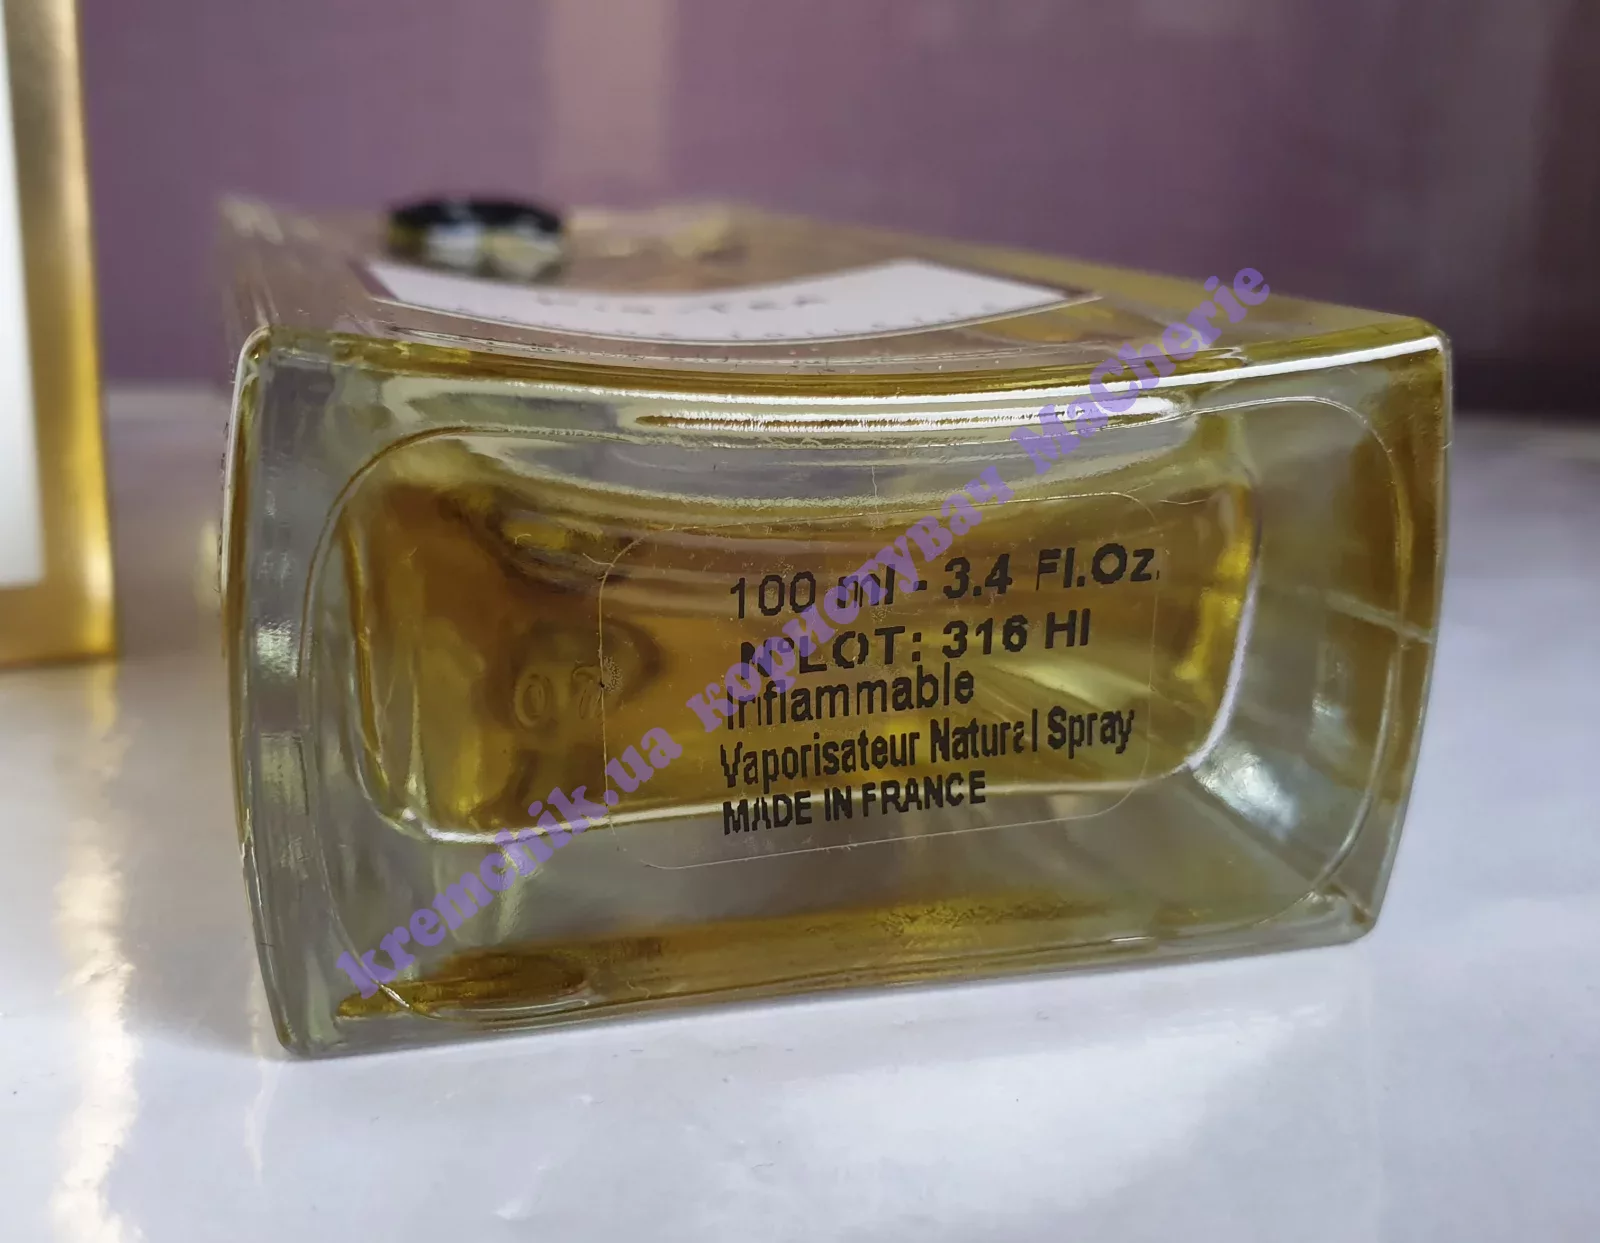 100 ml - 3.4 Fl.Oz.
N°LOT: 316 HI
Inflammable
Vaporisateur Natural Spray
MADE IN FRANCE
kremchik.ua користувач MaCherie